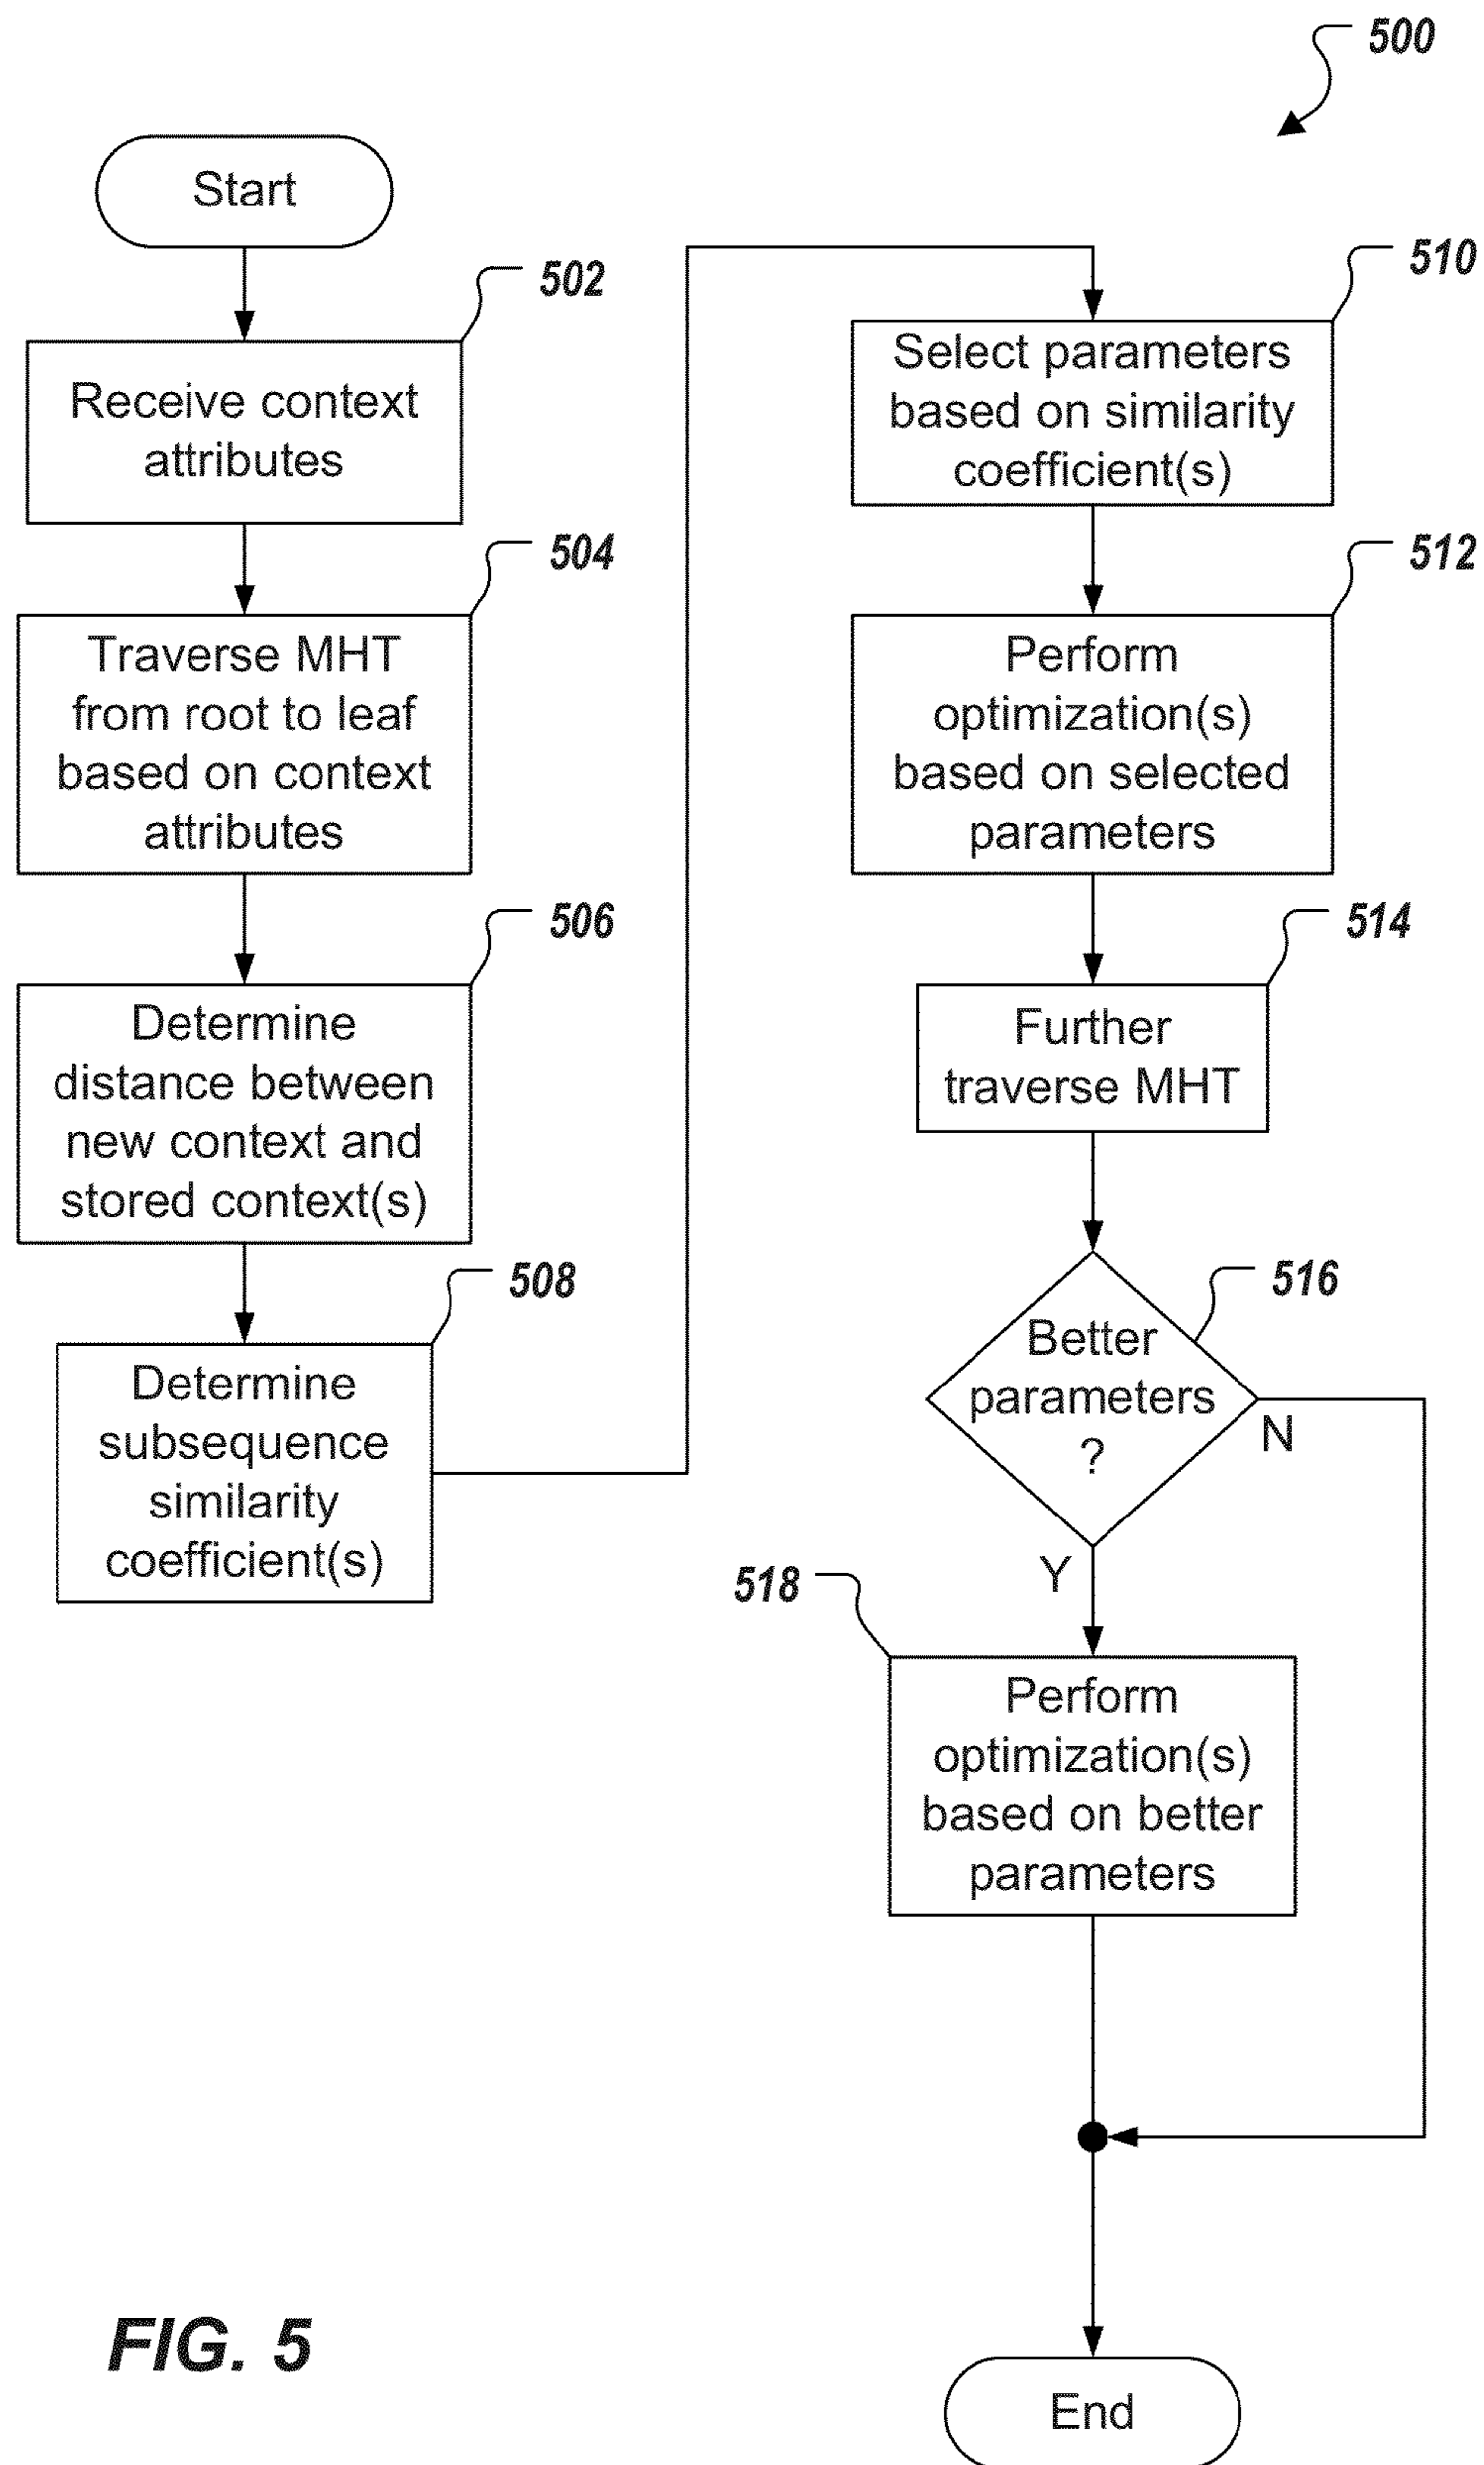 500
Start
502
Receive context
attributes
504
Traverse MHT
from root to leaf
based on context
attributes
506
Determine
distance between
new context and
stored context(s)
508
Determine
subsequence
similarity
coefficient(s)
510
Select parameters
based on similarity
coefficient(s)
512
Perform
optimization(s)
based on selected
parameters
514
Further
traverse MHT
516
Better
parameters
?
N
Y
518
Perform
optimization(s)
based on better
parameters
End
FIG. 5